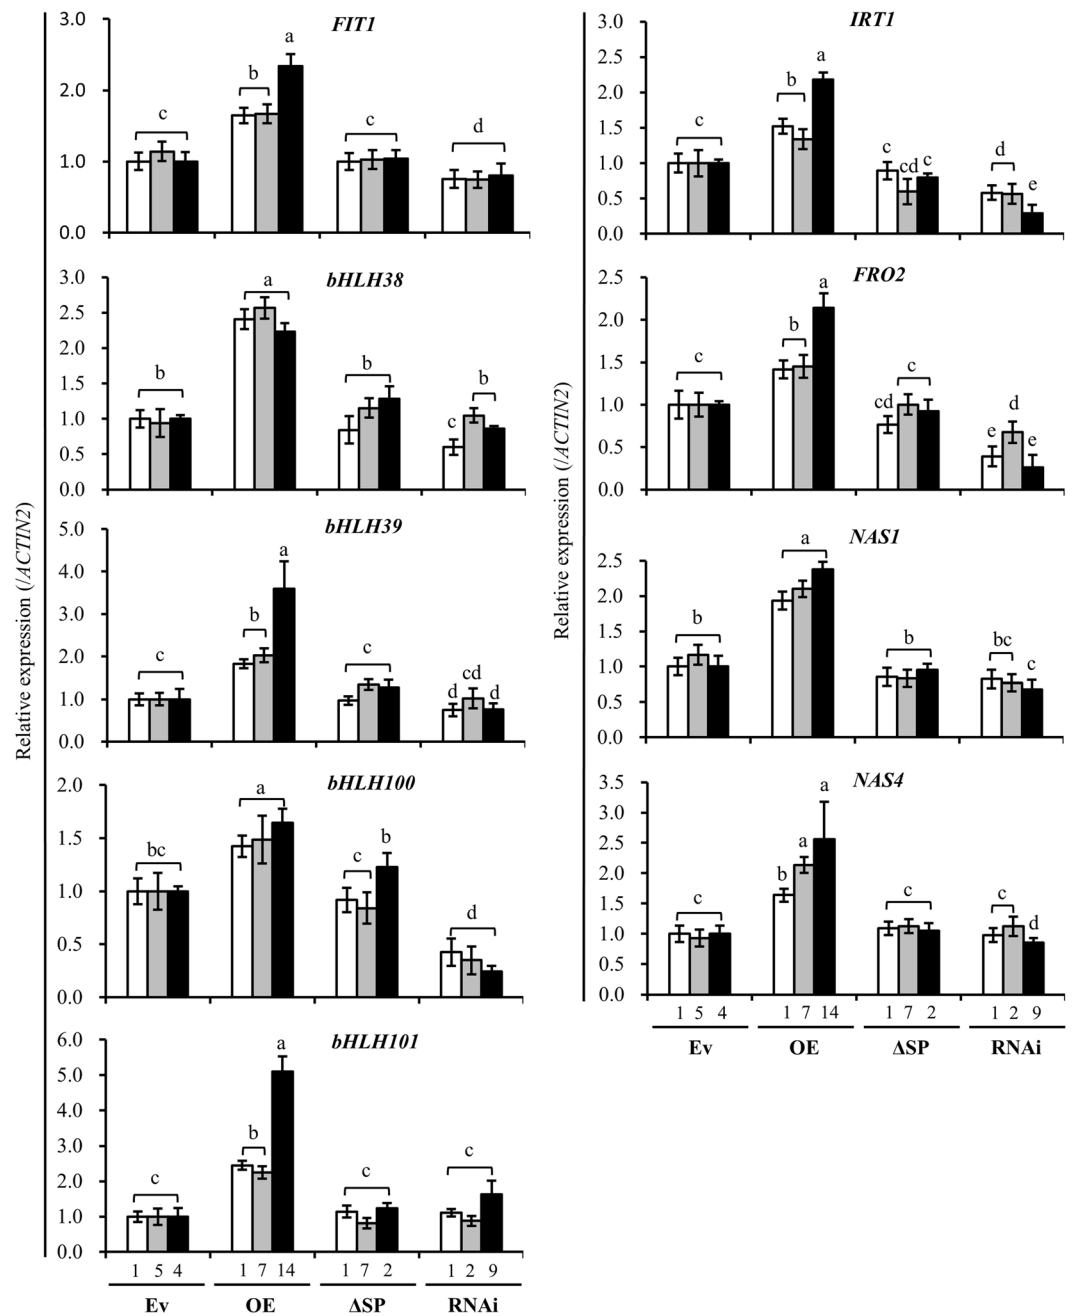 Relative expression (/ACTIN2)
FIT1
3.0
2.0
1.0
0.0
c
b
a
c
d
bHLH38
3.0
2.5
2.0
1.5
1.0
0.5
0.0
b
a
b
c
b
bHLH39
5.0
4.0
3.0
2.0
1.0
0.0
c
b
a
c
d cd d
bHLH100
2.0
1.5
1.0
0.5
0.0
bc
a
c
b
d
bHLH101
6.0
5.0
4.0
3.0
2.0
1.0
0.0
c
b
a
c
c
1 5 4 1 7 14 1 7 2 1 2 9
Ev OE ΔSP RNAi
Relative expression (/ACTIN2)
IRT1
3.0
2.5
2.0
1.5
1.0
0.5
0.0
c
b
a
c cd c
d
e
FRO2
2.5
2.0
1.5
1.0
0.5
0.0
c
b
a
cd
c
e d e
NAS1
2.5
2.0
1.5
1.0
0.5
0.0
b
a
b
bc
c
NAS4
3.5
3.0
2.5
2.0
1.5
1.0
0.5
0.0
c
b a a
c
c
d
1 5 4 1 7 14 1 7 2 1 2 9
Ev OE ΔSP RNAi